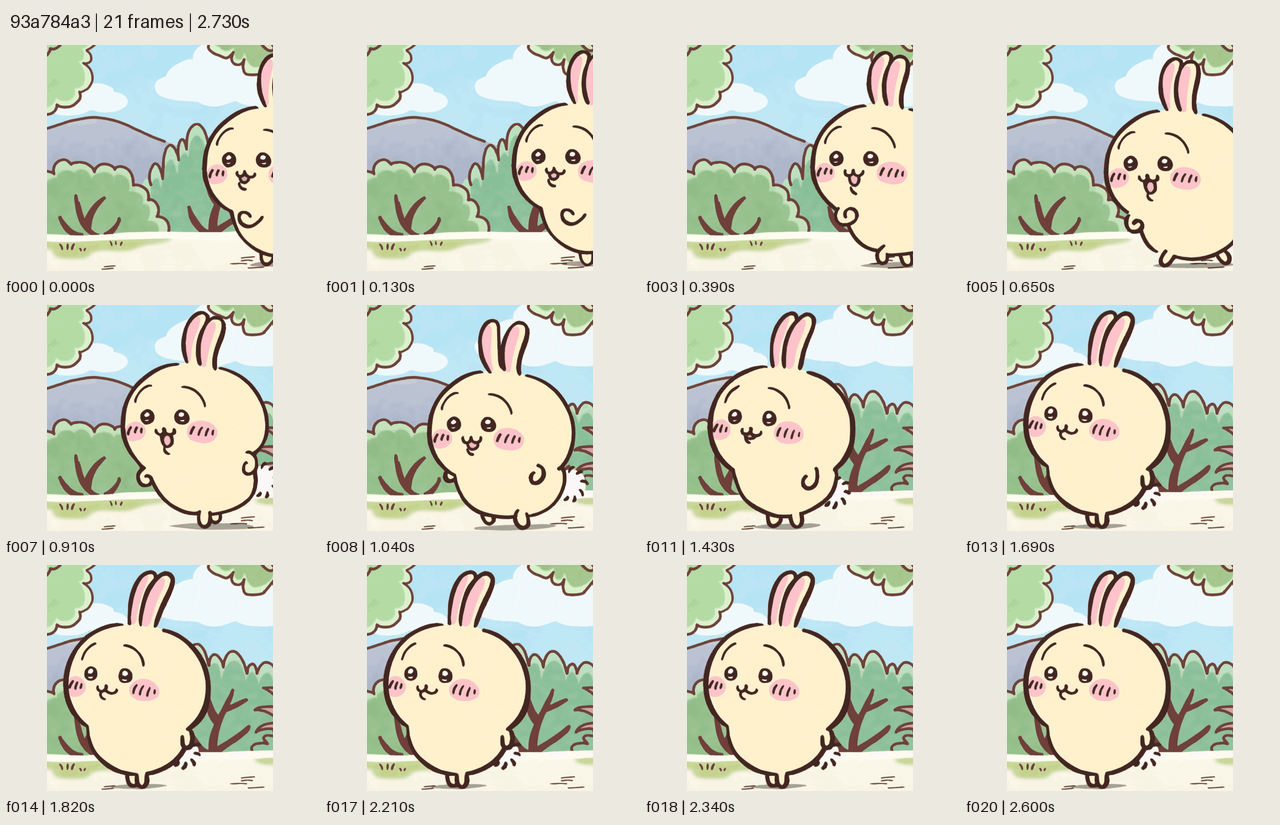 93a784a3 | 21 frames | 2.730s
f000 | 0.000s
f001 | 0.130s
f003 | 0.390s
f005 | 0.650s
f007 | 0.910s
f008 | 1.040s
f011 | 1.430s
f013 | 1.690s
f014 | 1.820s
f017 | 2.210s
f018 | 2.340s
f020 | 2.600s